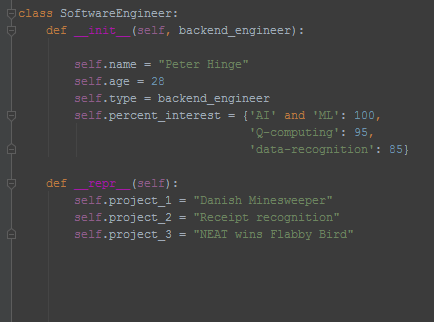 class SoftwareEngineer:
def __init__(self, backend_engineer):
self.name = "Peter Hinge"
self.age = 28
self.type = backend_engineer
self.percent_interest = {'AI' and 'ML': 100,
'Q-computing': 95,
'data-recognition': 85}
def __repr__(self):
self.project_1 = "Danish Minesweeper"
self.project_2 = "Receipt recognition"
self.project_3 = "NEAT wins Flabby Bird"